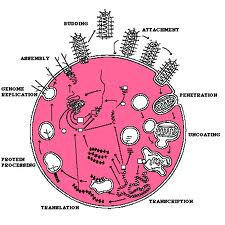 BUDDING
ATTACHMENT
ASSEMBLY
GENOME
REPLICATION
PENETRATION
UNCOATING
PROTEIN
PROCESSING
TRANSLATION
TRANSCRIPTION